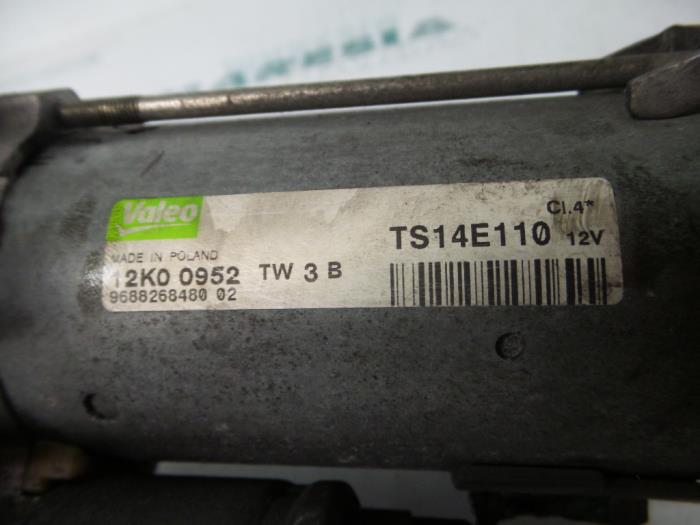 Valeo
MADE IN POLAND
12K0 0952 TW 3 B
9688268480 02
Cl.4*
TS14E110 12V